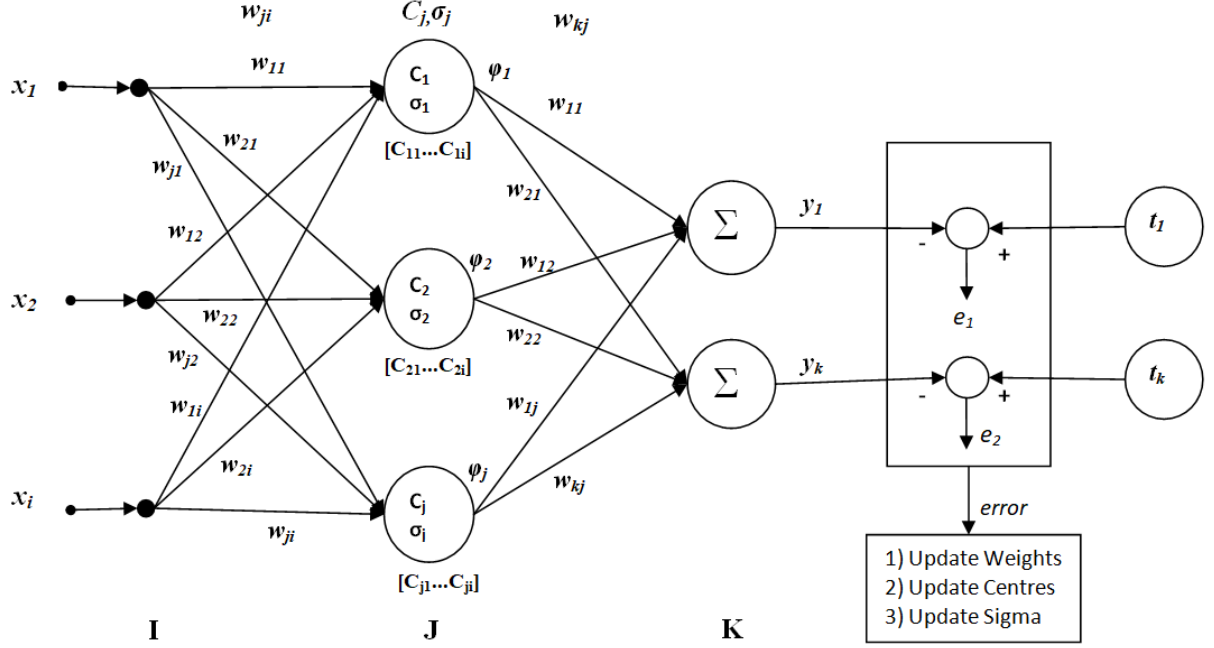 w_ji
C_j,σ_j
w_kj
x_1
w_11
C_1
σ_1
φ_1
w_11
[C_11...C_1i]
w_21
w_j1
w_21
y_1
Σ
-
+
t_1
w_12
x_2
w_22
C_2
σ_2
φ_2
w_12
e_1
w_22
w_j2
[C_21...C_2i]
y_k
Σ
-
+
t_k
w_1i
w_1j
e_2
w_2i
φ_j
w_kj
x_i
C_j
σ_j
w_ji
error
[C_j1...C_ji]
1) Update Weights
2) Update Centres
3) Update Sigma
I
J
K